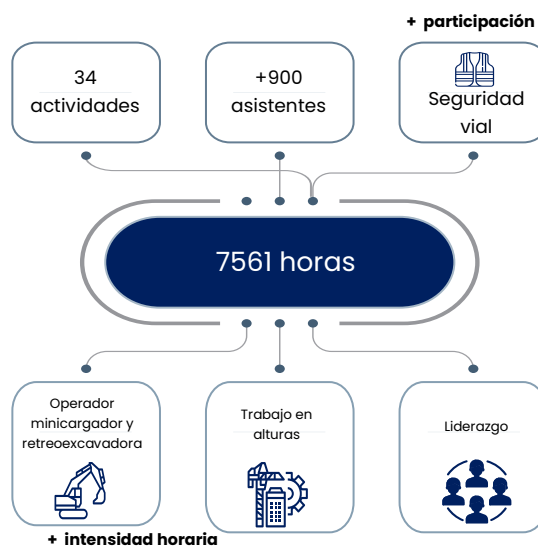 + participación
34
actividades
+900
asistentes
Seguridad
vial
7561 horas
Operador
minicargador y
retreoexcavadora
Trabajo en
alturas
Liderazgo
+ intensidad horaria